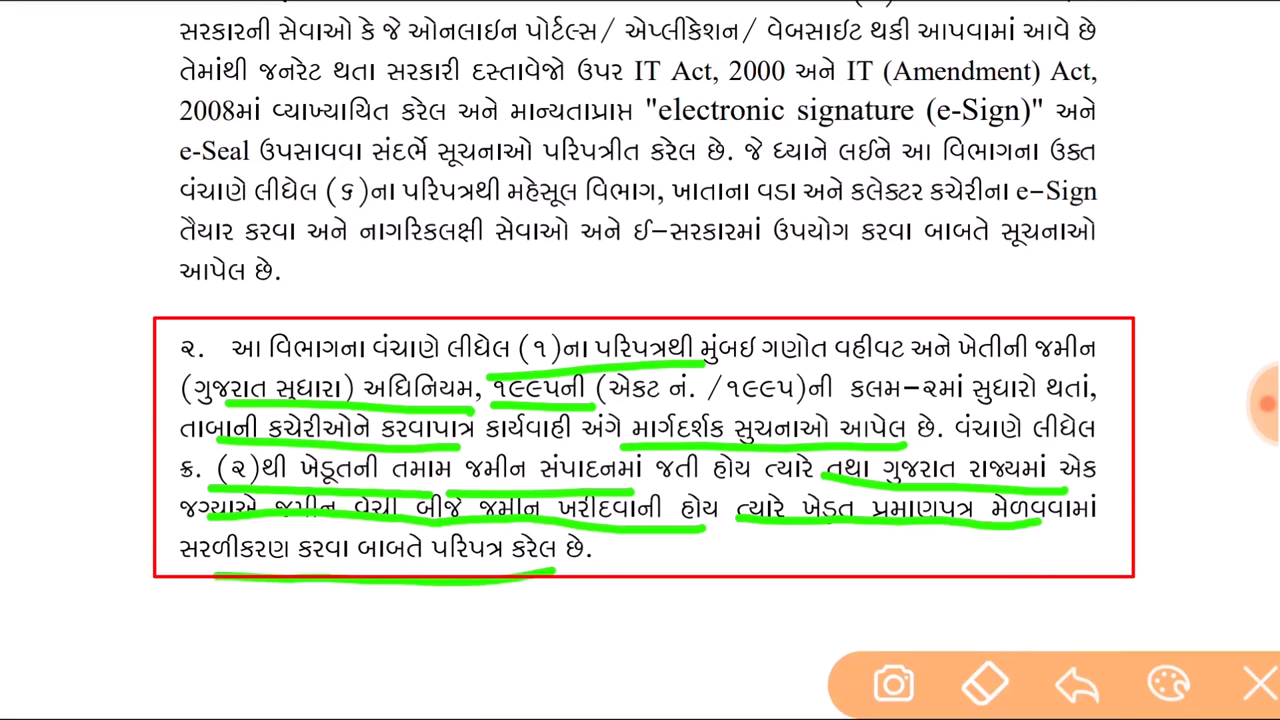 સરકારની સેવાઓ કે જે ઓનલાઇન પોર્ટલ્સ/ એપ્લીકેશન/ વેબસાઈટ થકી આપવામાં આવે છે
તેમાંથી જનરેટ થતા સરકારી દસ્તાવેજો ઉપર IT Act, 2000 અને IT (Amendment) Act,
2008માં વ્યાખ્યાયિત કરેલ અને માન્યતાપ્રાપ્ત "electronic signature (e-Sign)" અને
e-Seal ઉપસાવવા સંદર્ભે સૂચનાઓ પરિપત્રીત કરેલ છે. જે ધ્યાને લઈને આ વિભાગના ઉક્ત
વંચાણે લીધેલ (૬)ના પરિપત્રથી મહેસૂલ વિભાગ, ખાતાના વડા અને કલેક્ટર કચેરીના e-Sign
તૈયાર કરવા અને નાગરિકલક્ષી સેવાઓ અને ઈ-સરકારમાં ઉપયોગ કરવા બાબતે સૂચનાઓ
આપેલ છે.
૨. આ વિભાગના વંચાણે લીધેલ (૧)ના પરિપત્રથી મુંબઇ ગણોત વહીવટ અને ખેતીની જમીન
(ગુજરાત સુધારા) અધિનિયમ, ૧૯૯૫ની (એકટ નં. /૧૯૯૫)ની કલમ-૨માં સુધારો થતાં,
તાબાની કચેરીઓને કરવાપાત્ર કાર્યવાહી અંગે માર્ગદર્શક સુચનાઓ આપેલ છે. વંચાણે લીધેલ
ક્ર. (૨)થી ખેડૂતની તમામ જમીન સંપાદનમાં જતી હોય ત્યારે તથા ગુજરાત રાજ્યમાં એક
જગ્યાએ જમીન વેચી બીજે જમીન ખરીદવાની હોય ત્યારે ખેડૂત પ્રમાણપત્ર મેળવવામાં
સરળીકરણ કરવા બાબતે પરિપત્ર કરેલ છે.